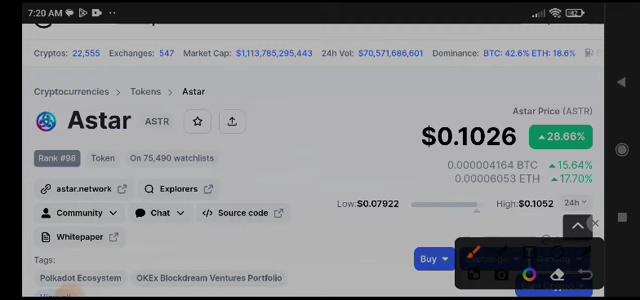 7:20 AM
42
Cryptos: 22,555 Exchanges: 547 Market Cap: $1,113,785,295,443 24h Vol: $70,571,686,601 Dominance: BTC: 42.6% ETH: 18.6%
Cryptocurrencies > Tokens > Astar
Astar ASTR
Astar Price (ASTR)
$0.1026 28.66%
0.000004164 BTC 15.64%
0.00006053 ETH 17.70%
Rank #98 Token On 75,490 watchlists
astar.network Explorers
Low: $0.07922 High: $0.1052 24h
Community Chat Source code
Whitepaper
Buy
Tags:
Polkadot Ecosystem OKEx Blockdream Ventures Portfolio